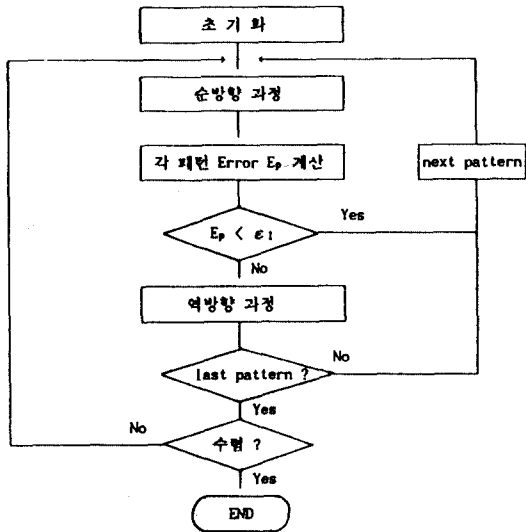 초 기 화
순방향 과정
각 패턴 Error Eₚ 계산
next pattern
Yes
Eₚ < ε₁
No
역방향 과정
No
last pattern ?
Yes
No
수렴 ?
Yes
END